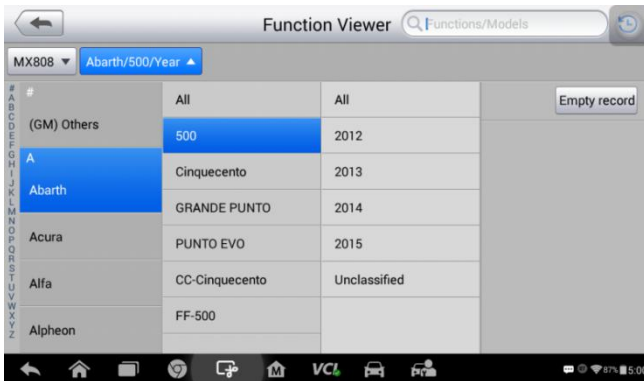 Function Viewer
Functions/Models
MX808 ▼
Abarth/500/Year ▲
#
A
B
C
D
E
F
G
H
I
J
K
L
M
N
O
P
Q
R
S
T
U
V
W
X
Y
Z
#
(GM) Others
A
Abarth
Acura
Alfa
Alpheon
All
500
Cinquecento
GRANDE PUNTO
PUNTO EVO
CC-Cinquecento
FF-500
All
2012
2013
2014
2015
Unclassified
Empty record
M
VCI
87%